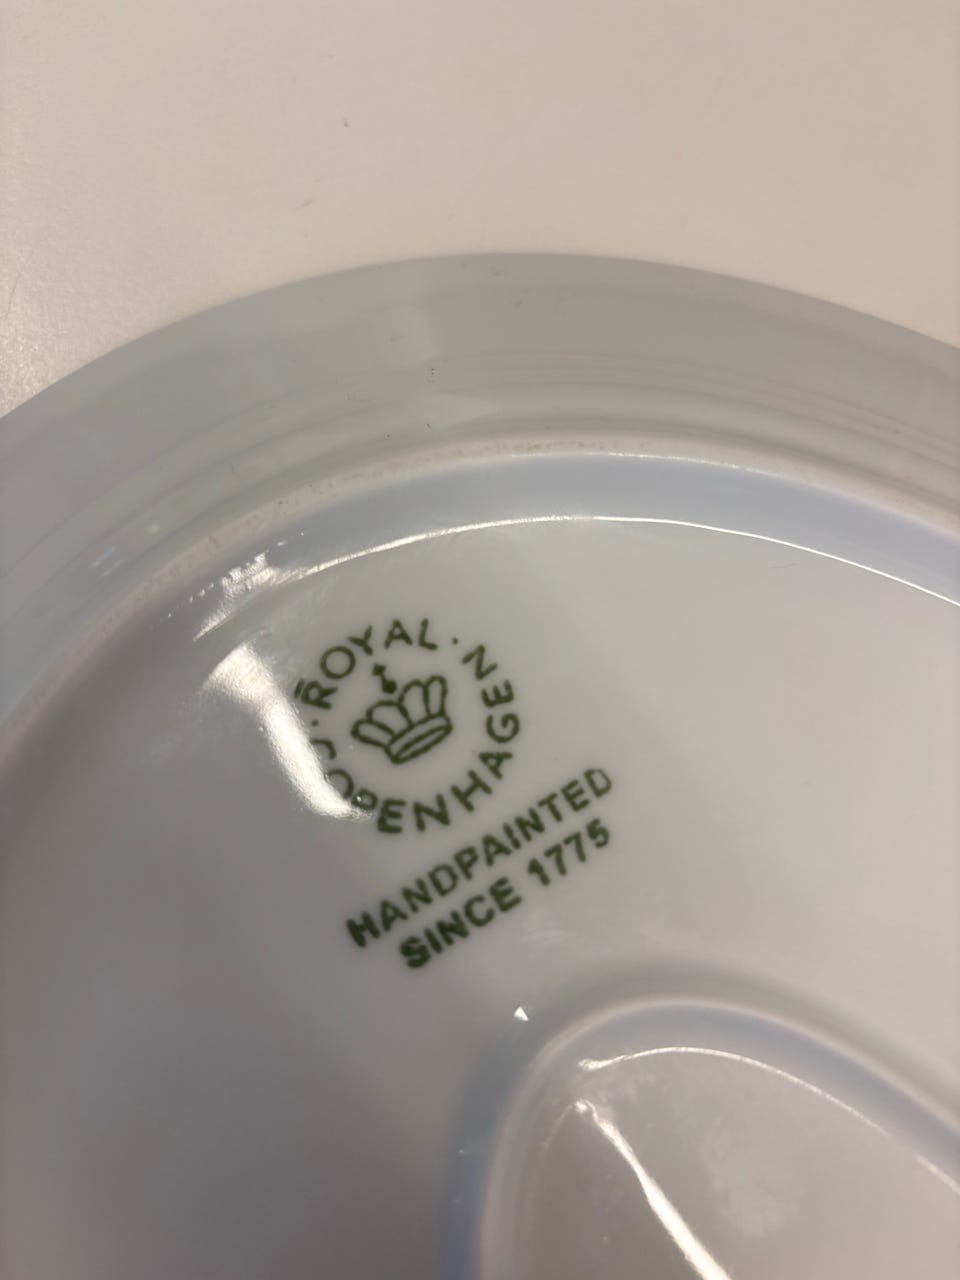 · ROYAL ·
COPENHAGEN
HANDPAINTED
SINCE 1775